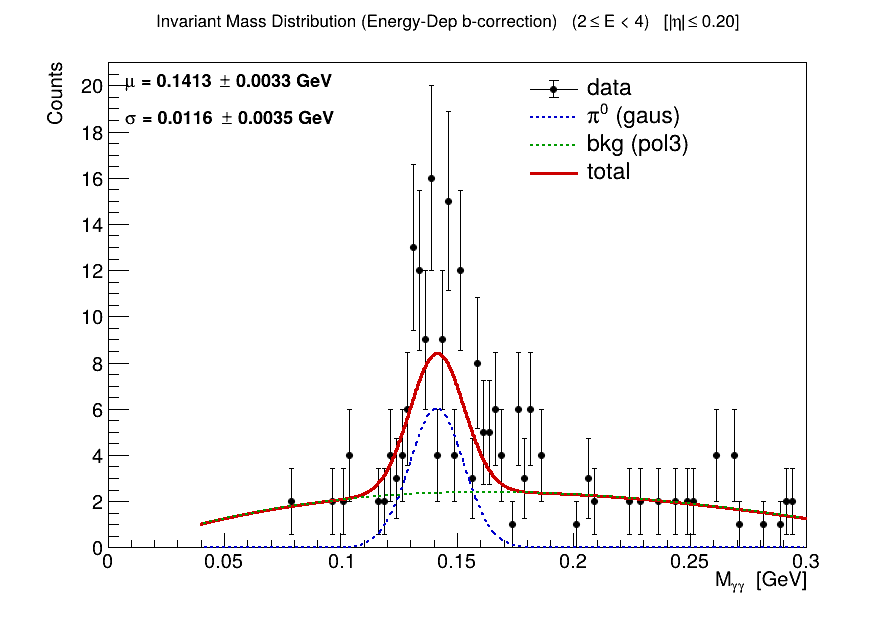 Invariant Mass Distribution (Energy-Dep b-correction) (2 ≤ E < 4) [|η| ≤ 0.20]
Counts
μ = 0.1413 ± 0.0033 GeV
σ = 0.0116 ± 0.0035 GeV
data
π⁰ (gaus)
bkg (pol3)
total
20
18
16
14
12
10
8
6
4
2
0
0 0.05 0.1 0.15 0.2 0.25 0.3
Mγγ [GeV]